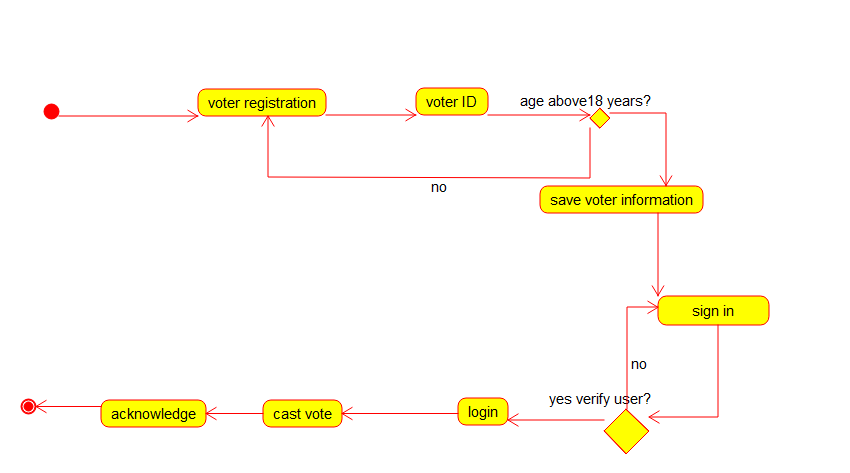 voter registration
voter ID
age above18 years?
no
save voter information
sign in
no
yes verify user?
login
cast vote
acknowledge